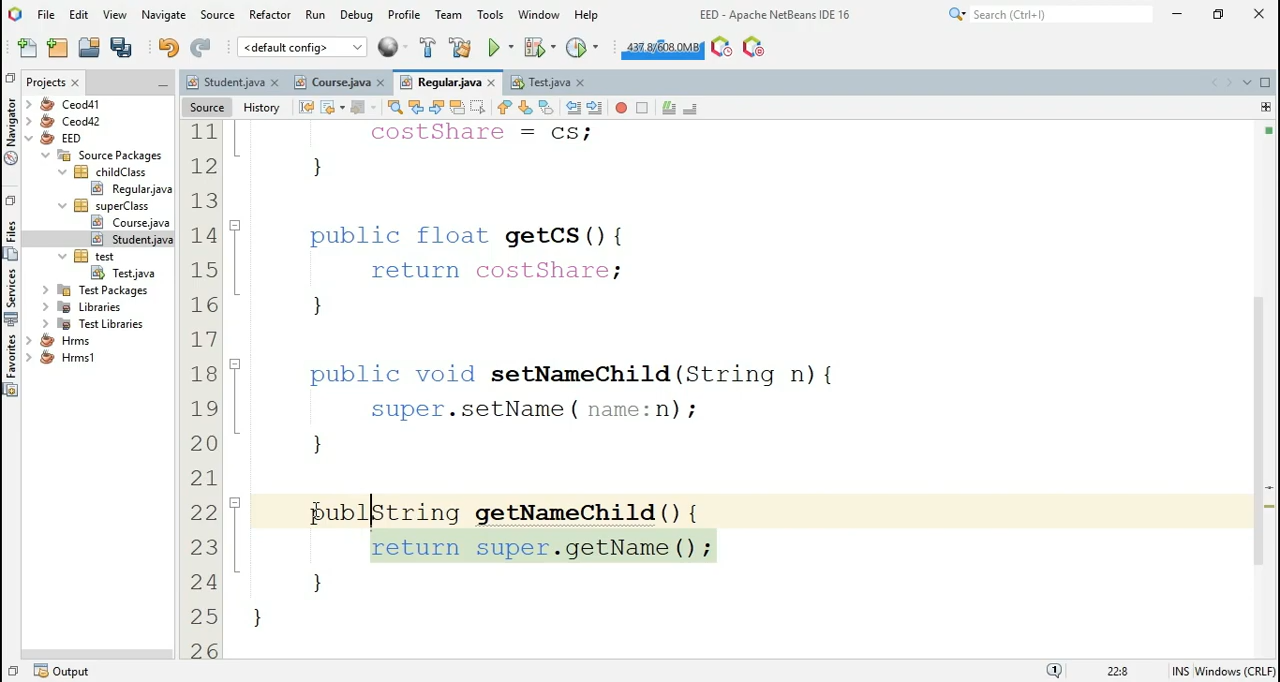 File Edit View Navigate Source Refactor Run Debug Profile Team Tools Window Help EED - Apache NetBeans IDE 16 Search (Ctrl+I)
<default config> 437.8/608.0MB
Projects Student.java Course.java Regular.java Test.java
Source History
Navigator
Files
Services
Favorites
Ceod41
Ceod42
EED
Source Packages
childClass
Regular.java
superClass
Course.java
Student.java
test
Test.java
Test Packages
Libraries
Test Libraries
Hrms
Hrms1
11 costShare = cs;
12 }
13
14 public float getCS(){
15 return costShare;
16 }
17
18 public void setNameChild(String n){
19 super.setName( name:n);
20 }
21
22 publString getNameChild(){
23 return super.getName();
24 }
25 }
26
Output 1 22:8 INS Windows (CRLF)